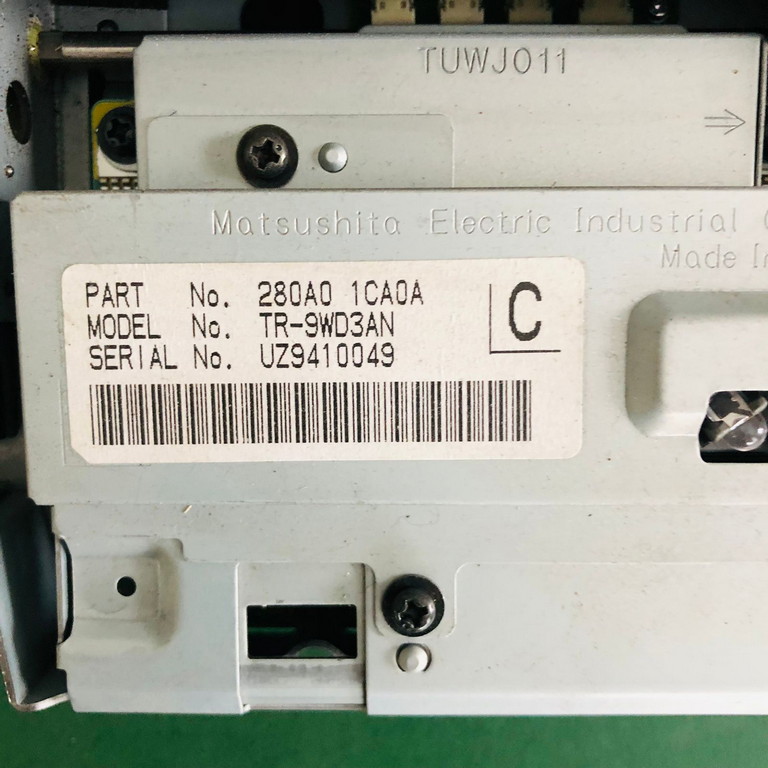 TUWJ011
Matsushita Electric Industrial
Made
PART No. 280A0 1CA0A
MODEL No. TR-9WD3AN
SERIAL No. UZ9410049
C